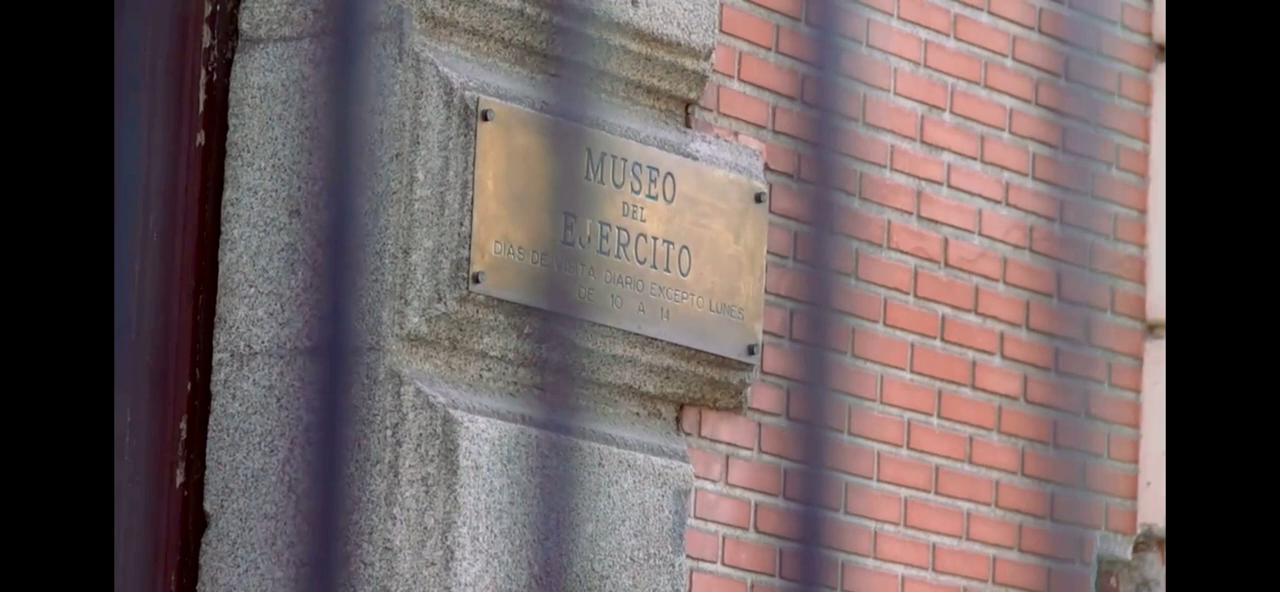 MUSEO
DEL
EJERCITO
DIAS DE VISITA DIARIO EXCEPTO LUNES
DE 10 A 14